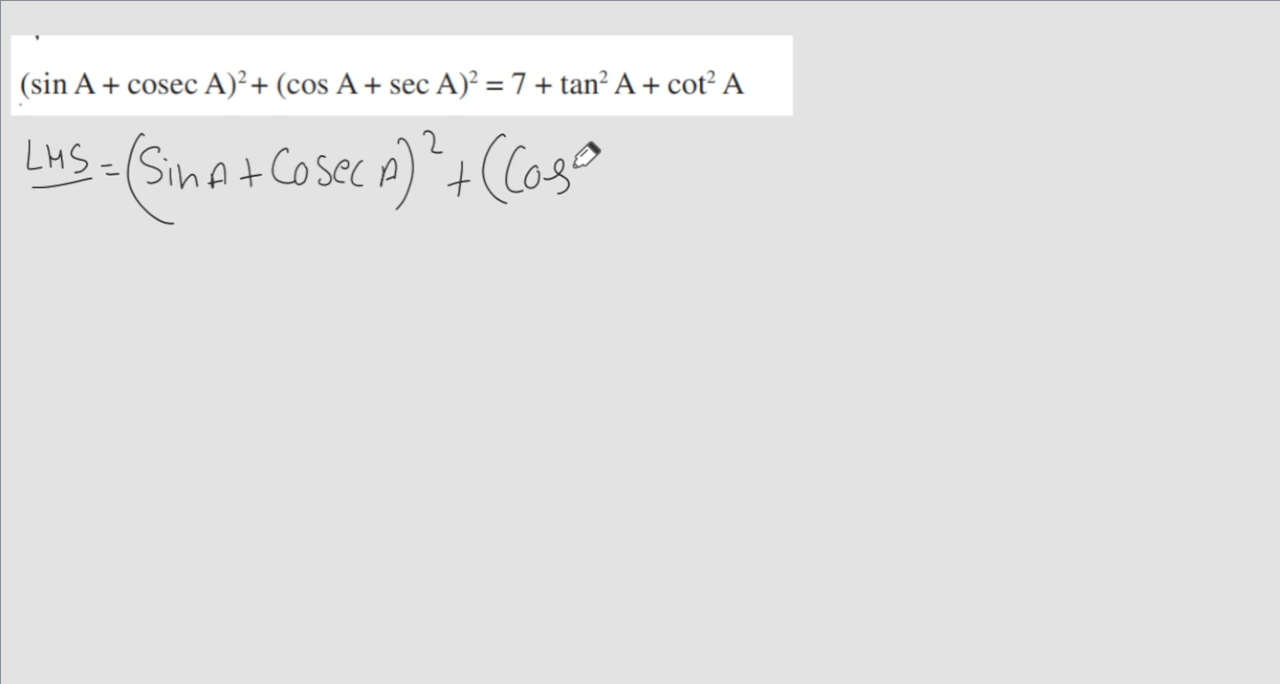 (sin A + cosec A)² + (cos A + sec A)² = 7 + tan² A + cot² A
LHS = (Sin A + Cosec A)² + (Cos